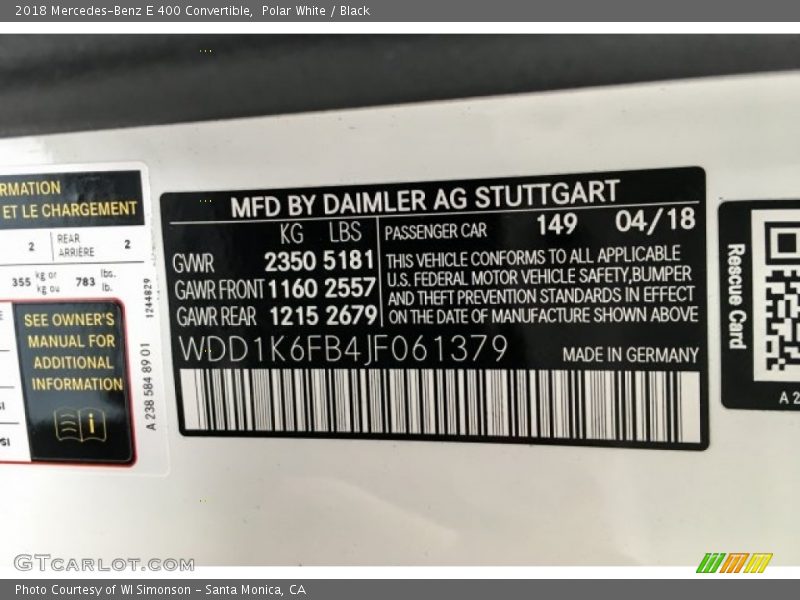 2018 Mercedes-Benz E 400 Convertible,  Polar White / Black
RMATION
ET LE CHARGEMENT
2 REAR ARRIÈRE 2
355 kg or kg ou 783 lbs. lb.
SEE OWNER'S
MANUAL FOR
ADDITIONAL
INFORMATION
i
A 238 584 89 01
1244829
MFD BY DAIMLER AG STUTTGART
KG LBS
GVWR 2350 5181
GAWR FRONT 1160 2557
GAWR REAR 1215 2679
PASSENGER CAR 149 04/18
THIS VEHICLE CONFORMS TO ALL APPLICABLE
U.S. FEDERAL MOTOR VEHICLE SAFETY,BUMPER
AND THEFT PREVENTION STANDARDS IN EFFECT
ON THE DATE OF MANUFACTURE SHOWN ABOVE
WDD1K6FB4JF061379 MADE IN GERMANY
Rescue Card
A 2
GTCARLOT.COM
Photo Courtesy of WI Simonson - Santa Monica, CA